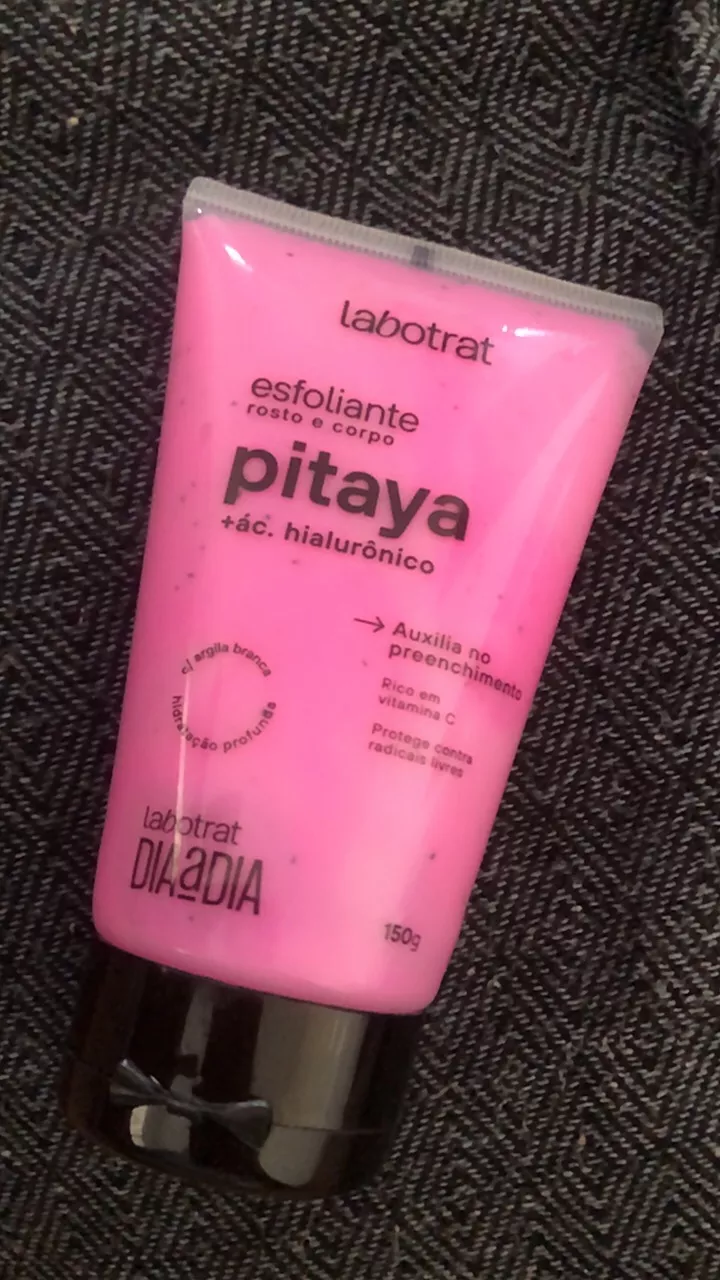 labotrat
esfoliante
rosto e corpo
pitaya
+ác. hialurônico
→ Auxilia no
preenchimento
Rico em
vitamina C
Protege contra
radicais livres
c/ argila branca
hidratação profunda
labotrat
DIAaDIA
150g